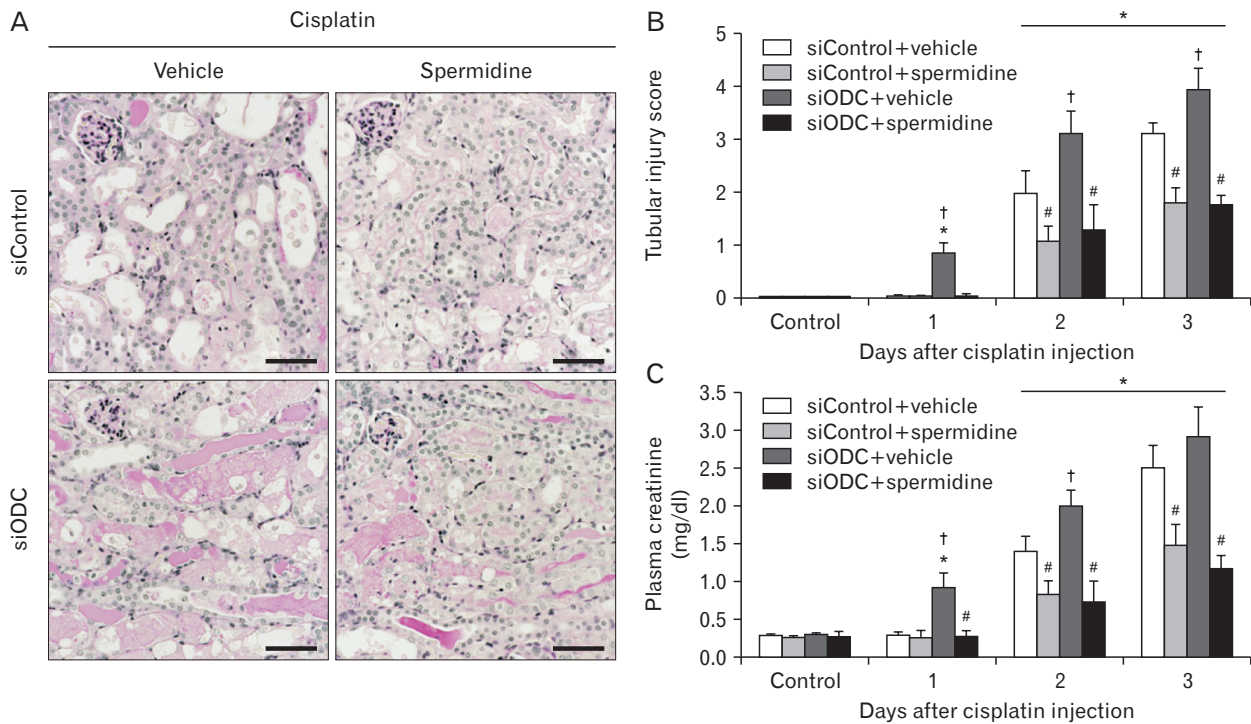 A
Cisplatin
Vehicle
Spermidine
siControl
siODC
B
*
5
4
3
2
1
0
Tubular injury score
siControl+vehicle
siControl+spermidine
siODC+vehicle
siODC+spermidine
†
*
#
†
#
#
†
#
Control
1
2
3
Days after cisplatin injection
C
*
3.5
3.0
2.5
2.0
1.5
1.0
0.5
0.0
Plasma creatinine
(mg/dl)
siControl+vehicle
siControl+spermidine
siODC+vehicle
siODC+spermidine
†
*
#
#
†
#
#
#
Control
1
2
3
Days after cisplatin injection